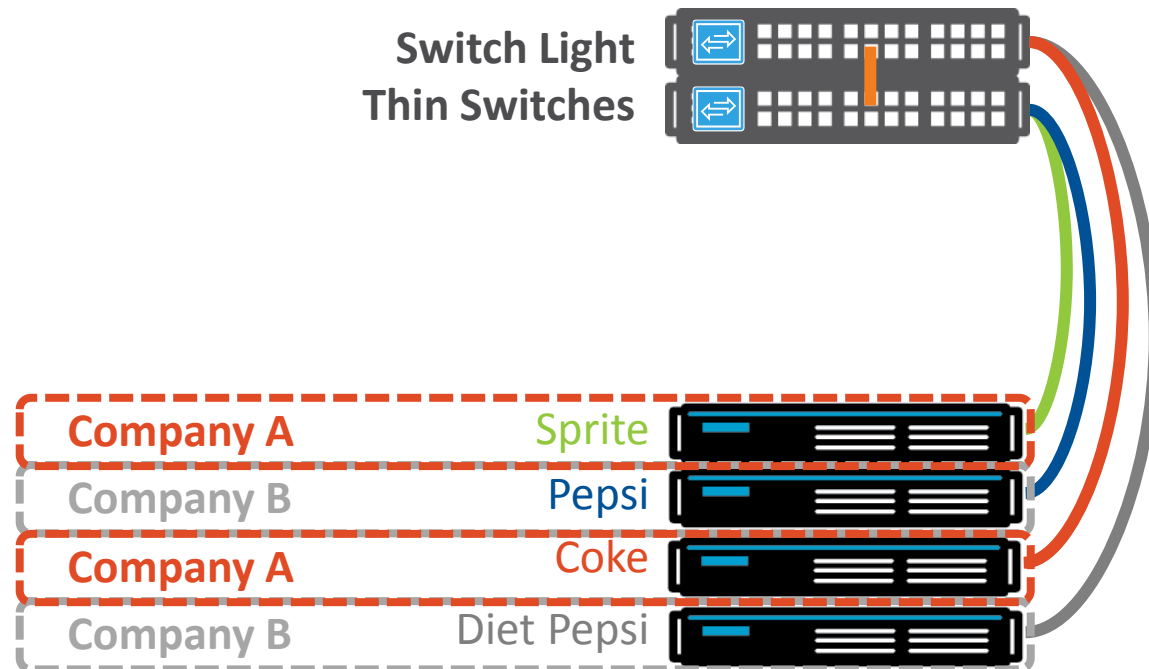 Switch Light
Thin Switches
Company A Sprite
Company B Pepsi
Company A Coke
Company B Diet Pepsi